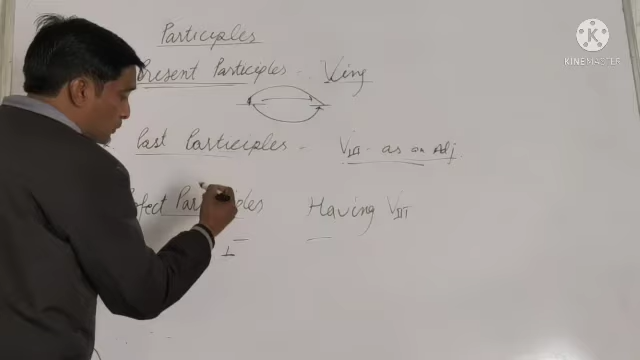 Participles
Present Participles - Ving
Past Participles - VIII - as an Adj.
Having VIII
KINEMASTER